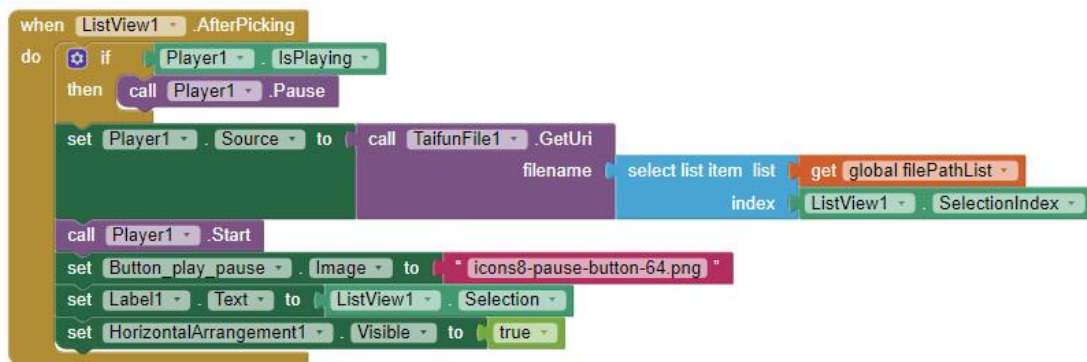 when ListView1 .AfterPicking
do if Player1 . IsPlaying
then call Player1 .Pause
set Player1 . Source to call TaifunFile1 .GetUri
filename select list item list get global filePathList
index ListView1 . SelectionIndex
call Player1 .Start
set Button_play_pause . Image to " icons8-pause-button-64.png "
set Label1 . Text to ListView1 . Selection
set HorizontalArrangement1 . Visible to true